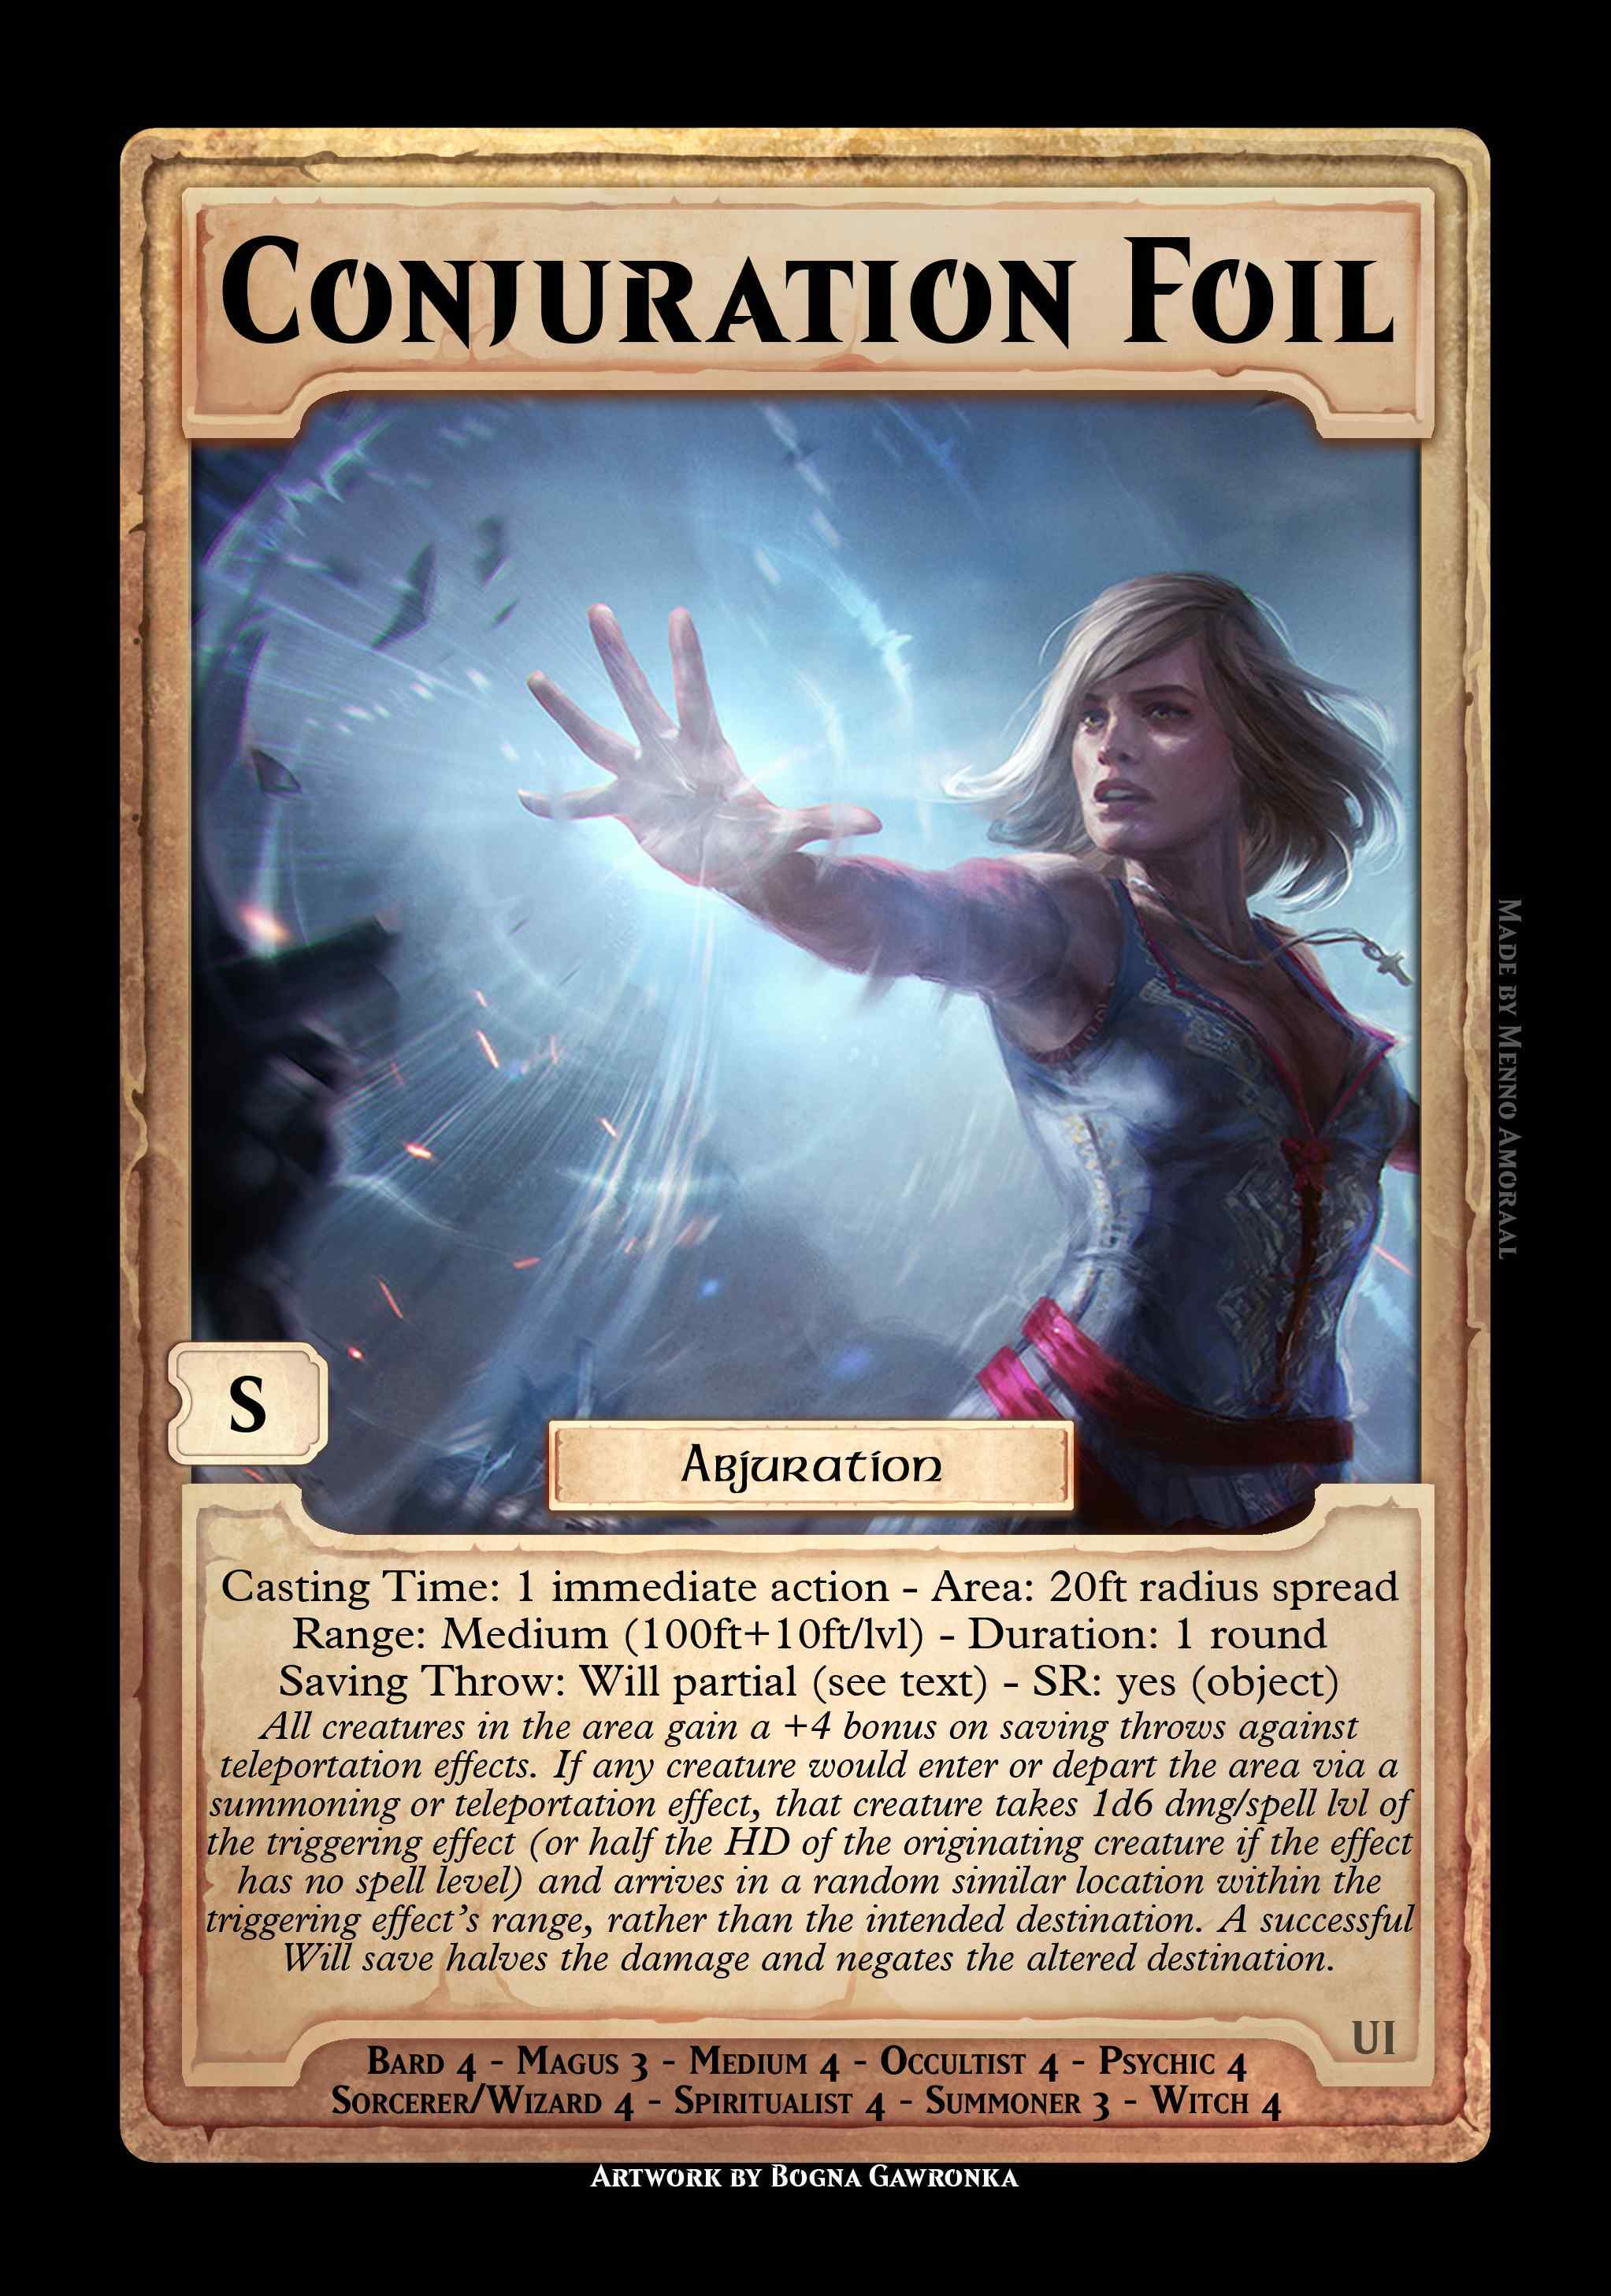 Conjuration Foil
S
Abjuration
Casting Time: 1 immediate action - Area: 20ft radius spread
Range: Medium (100ft+10ft/lvl) - Duration: 1 round
Saving Throw: Will partial (see text) - SR: yes (object)
All creatures in the area gain a +4 bonus on saving throws against
teleportation effects. If any creature would enter or depart the area via a
summoning or teleportation effect, that creature takes 1d6 dmg/spell lvl of
the triggering effect (or half the HD of the originating creature if the effect
has no spell level) and arrives in a random similar location within the
triggering effect's range, rather than the intended destination. A successful
Will save halves the damage and negates the altered destination.
UI
Bard 4 - Magus 3 - Medium 4 - Occultist 4 - Psychic 4
Sorcerer/Wizard 4 - Spiritualist 4 - Summoner 3 - Witch 4
Artwork by Bogna Gawronka
Made by Menno Amoraal